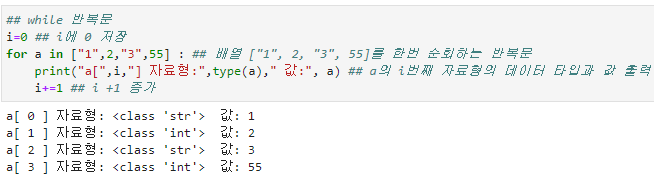 ## while 반복문
i=0 ## i에 0 저장
for a in ["1",2,"3",55] : ## 배열 ["1", 2, "3", 55]를 한번 순회하는 반복문
    print("a[",i,"] 자료형:",type(a)," 값:", a) ## a의 i번째 자료형의 데이터 타입과 값 출력
    i+=1 ## i +1 증가
a[ 0 ] 자료형: <class 'str'>  값: 1
a[ 1 ] 자료형: <class 'int'>  값: 2
a[ 2 ] 자료형: <class 'str'>  값: 3
a[ 3 ] 자료형: <class 'int'>  값: 55